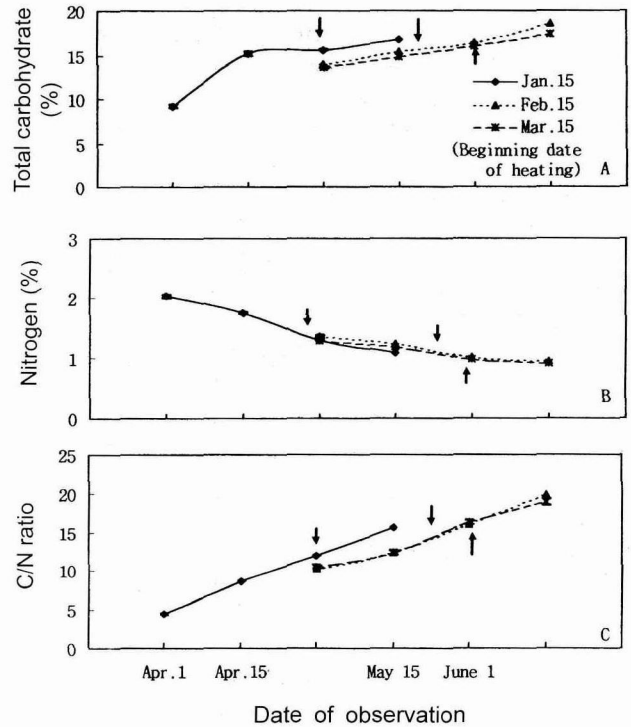 20
15
10
5
0
Total carbohydrate
(%)
Jan.15
Feb.15
Mar.15
(Beginning date
of heating)
A
3
2
1
0
Nitrogen (%)
B
25
20
15
10
5
0
C/N ratio
C
Apr.1 Apr.15 May 15 June 1
Date of observation